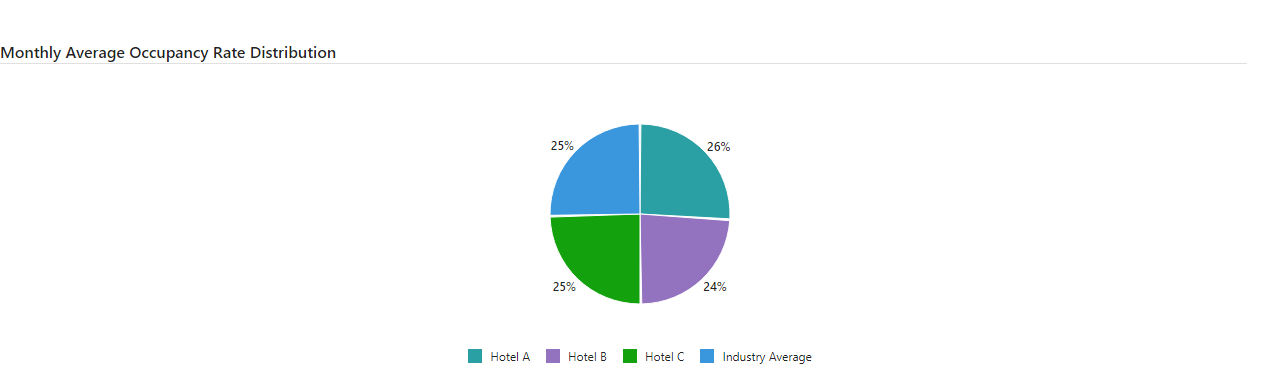 Monthly Average Occupancy Rate Distribution
25% 26%
25% 24%
Hotel A Hotel B Hotel C Industry Average